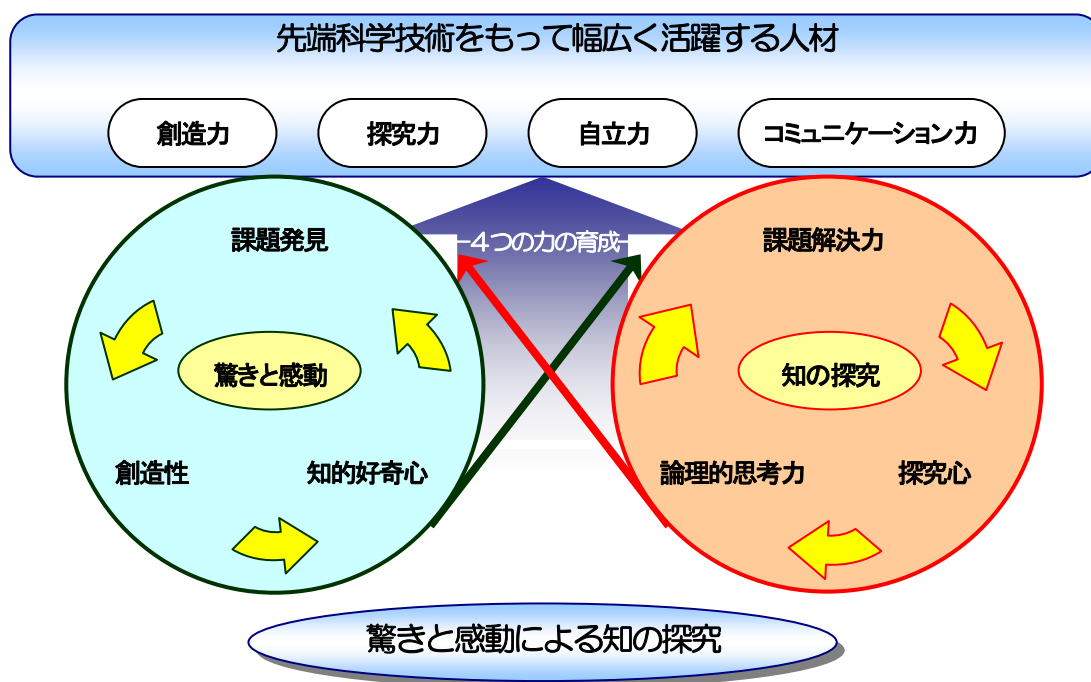 先端科学技術をもって幅広く活躍する人材
創造力
探究力
自立力
コミュニケーション力
-４つの力の育成-
課題発見
驚きと感動
創造性
知的好奇心
課題解決力
知の探究
論理的思考力
探究心
驚きと感動による知の探究